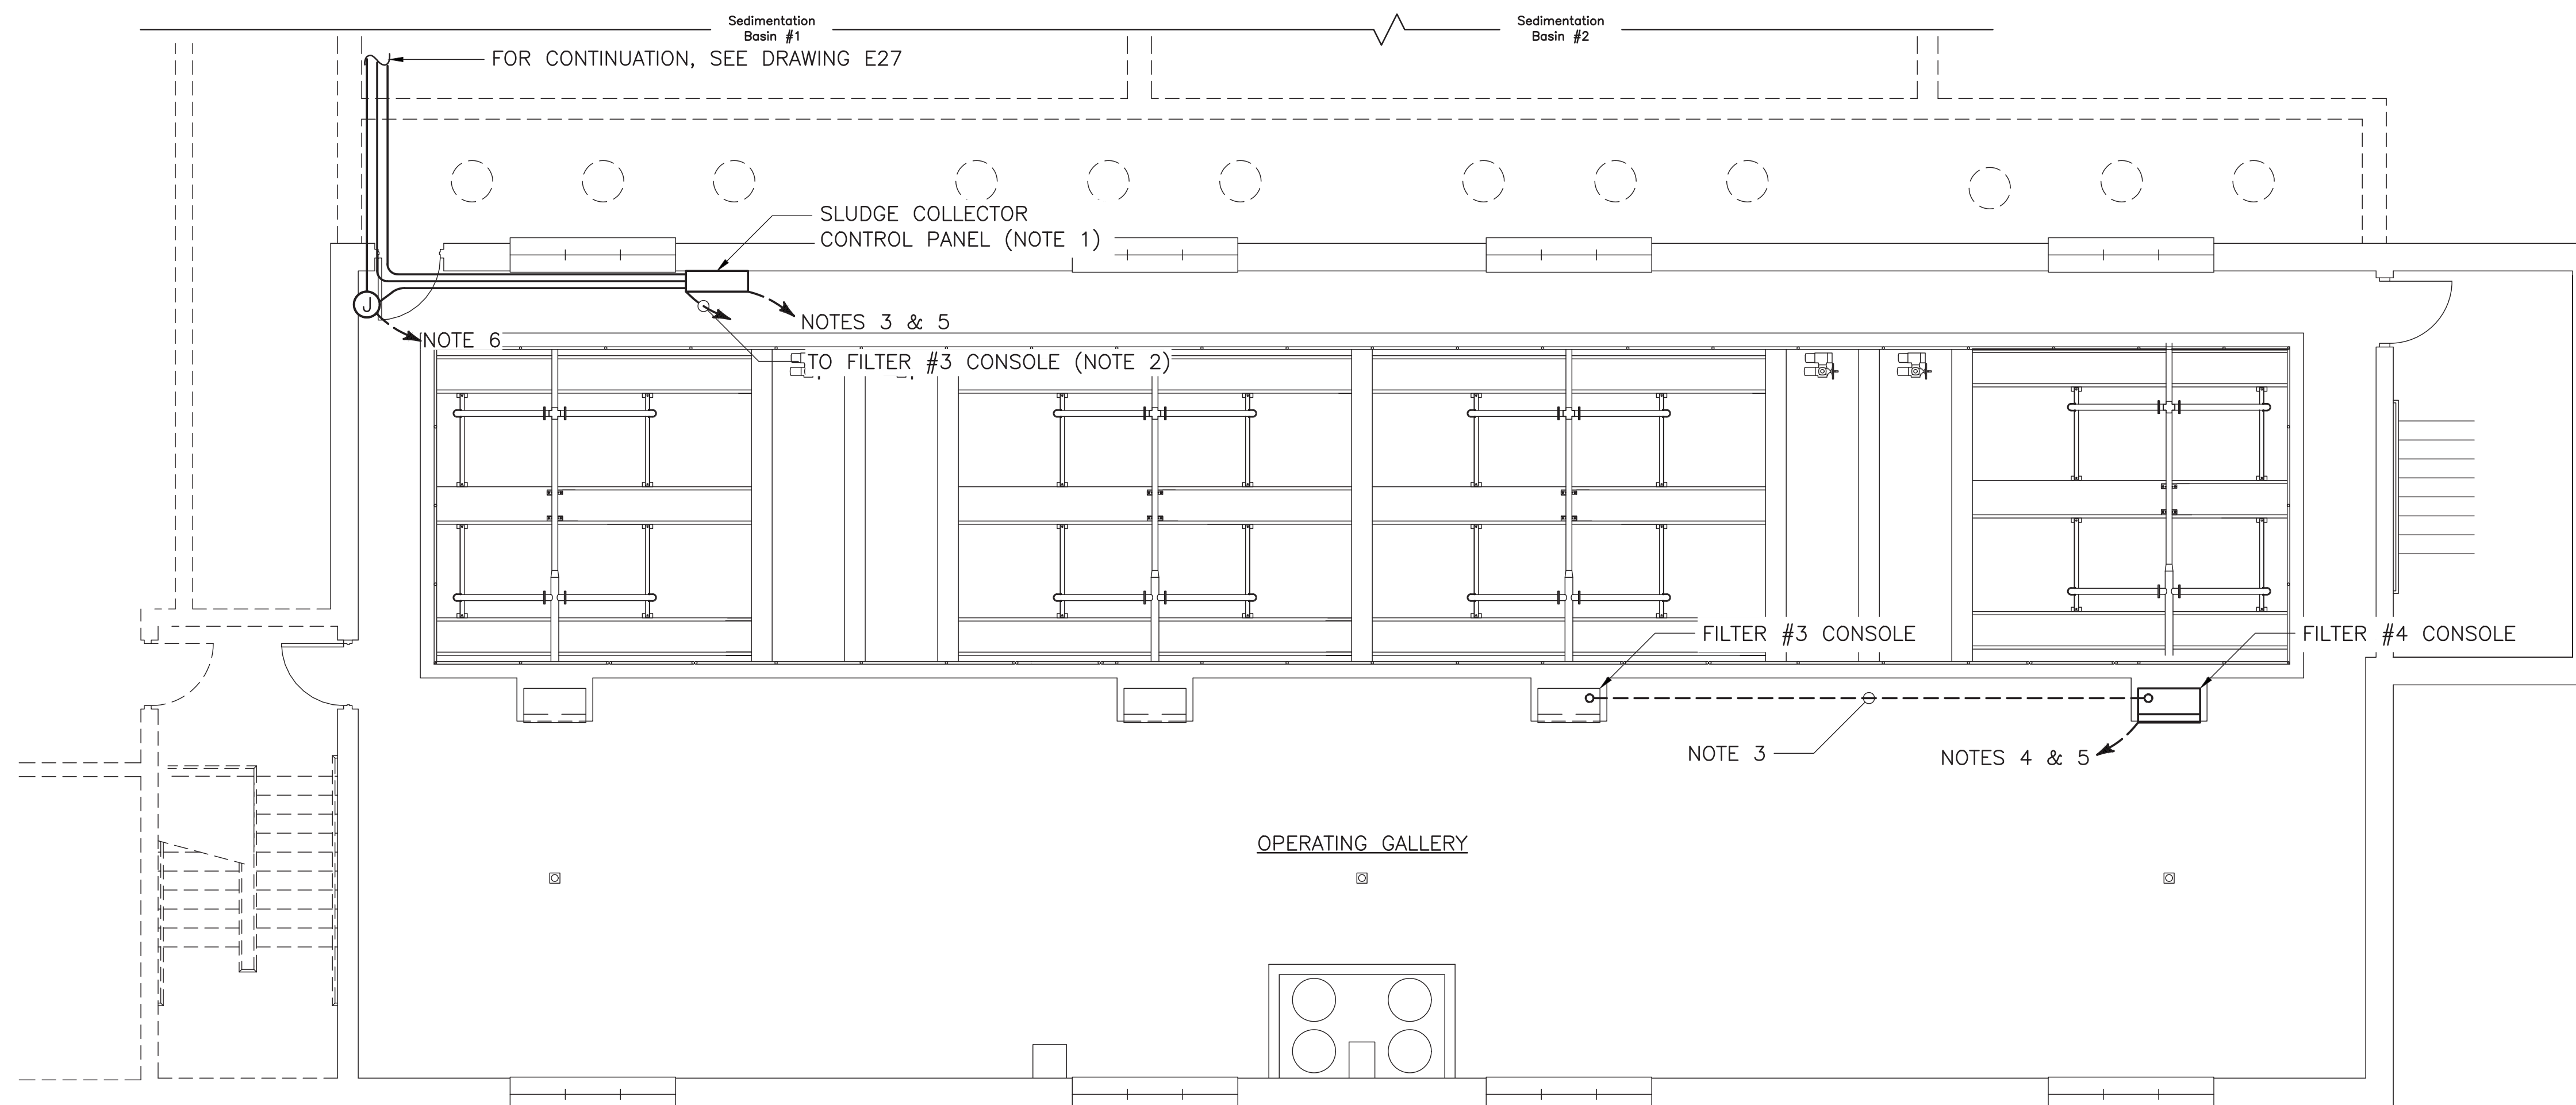 Sedimentation
Basin #1
Sedimentation
Basin #2
FOR CONTINUATION, SEE DRAWING E27
SLUDGE COLLECTOR
CONTROL PANEL (NOTE 1)
J
NOTES 3 & 5
NOTE 6
TO FILTER #3 CONSOLE (NOTE 2)
FILTER #3 CONSOLE
FILTER #4 CONSOLE
NOTE 3
NOTES 4 & 5
OPERATING GALLERY